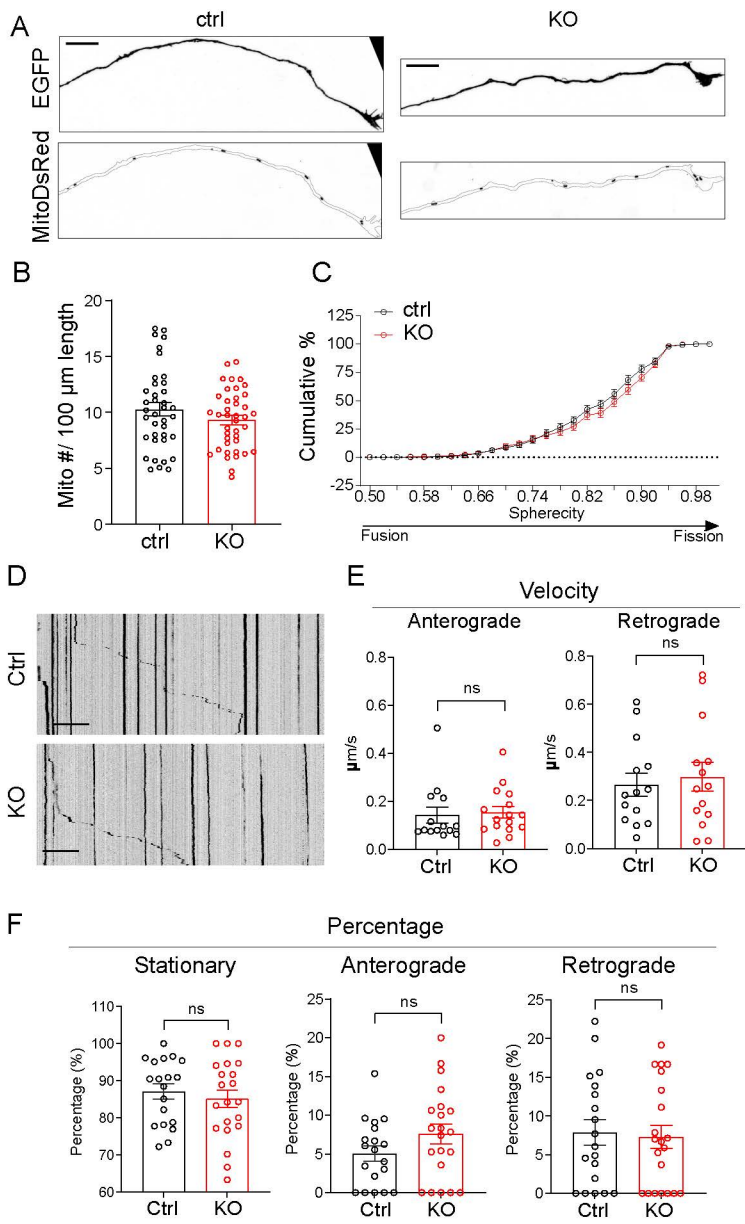 A
ctrl
KO
EGFP
MitoDsRed
B
Mito #/ 100 µm length
20
15
10
5
0
ctrl
KO
C
ctrl
KO
Cumulative %
125
100
75
50
25
0
-25
0.50 0.58 0.66 0.74 0.82 0.90 0.98
Spherecity
Fusion Fission
D
Ctrl
KO
E
Velocity
Anterograde
ns
µm/s
0.8
0.6
0.4
0.2
0.0
Ctrl KO
Retrograde
ns
µm/s
0.8
0.6
0.4
0.2
0.0
Ctrl KO
F
Percentage
Stationary
ns
Percentage (%)
110
100
90
80
70
60
Ctrl KO
Anterograde
ns
Percentage (%)
25
20
15
10
5
0
Ctrl KO
Retrograde
ns
Percentage (%)
25
20
15
10
5
0
Ctrl KO